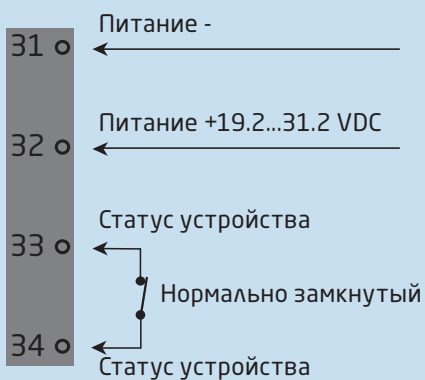 Питание -
31
Питание +19.2...31.2 VDC
32
Статус устройства
33
Нормально замкнутый
34
Статус устройства